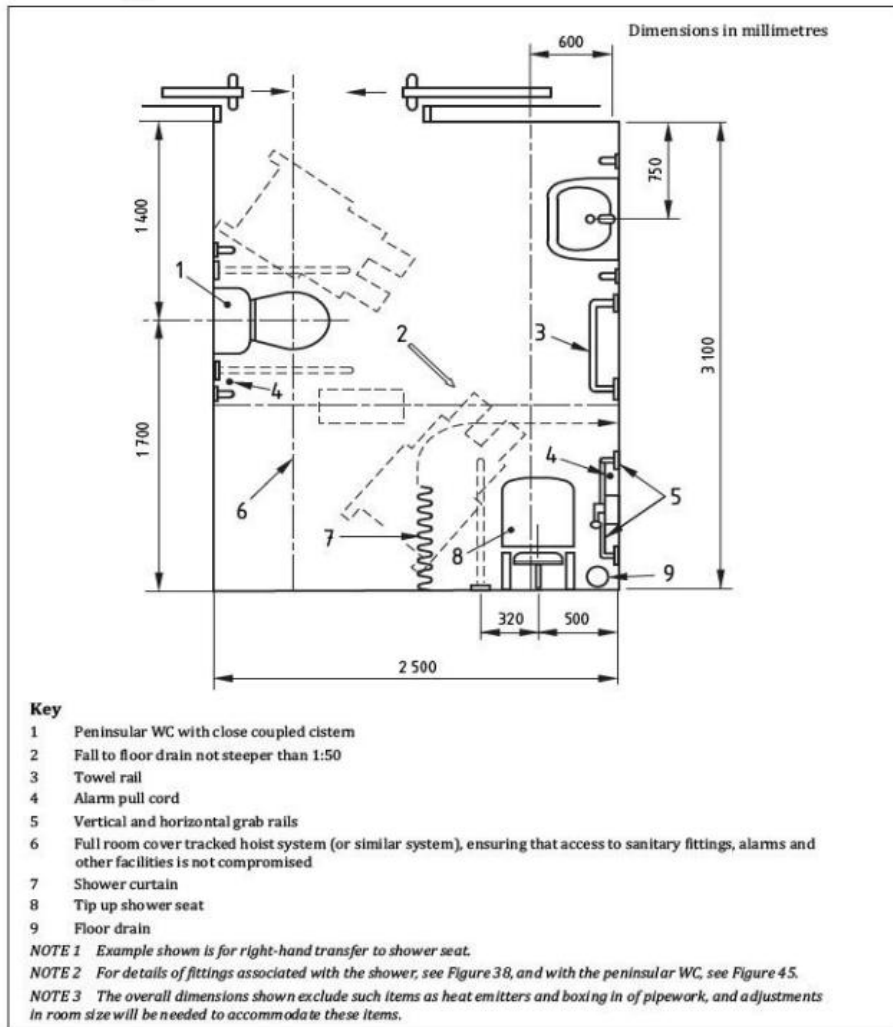 Dimensions in millimetres
600
750
1 400
1
2
3
3 100
4
4
1 700
5
6
7
8
9
320
500
2 500
Key
1 Peninsular WC with close coupled cistern
2 Fall to floor drain not steeper than 1:50
3 Towel rail
4 Alarm pull cord
5 Vertical and horizontal grab rails
6 Full room cover tracked hoist system (or similar system), ensuring that access to sanitary fittings, alarms and
other facilities is not compromised
7 Shower curtain
8 Tip up shower seat
9 Floor drain
NOTE 1 Example shown is for right-hand transfer to shower seat.
NOTE 2 For details of fittings associated with the shower, see Figure 38, and with the peninsular WC, see Figure 45.
NOTE 3 The overall dimensions shown exclude such items as heat emitters and boxing in of pipework, and adjustments
in room size will be needed to accommodate these items.